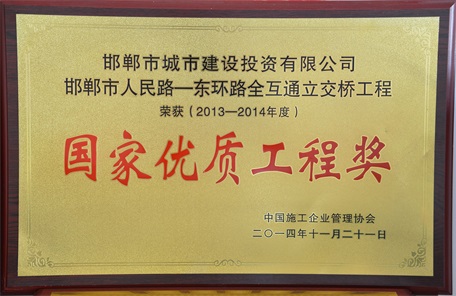 邯郸市城市建设投资有限公司
邯郸市人民路—东环路全互通立交桥工程
荣获（2013—2014年度）
国家优质工程奖
中国施工企业管理协会
二〇一四年十一月二十一日